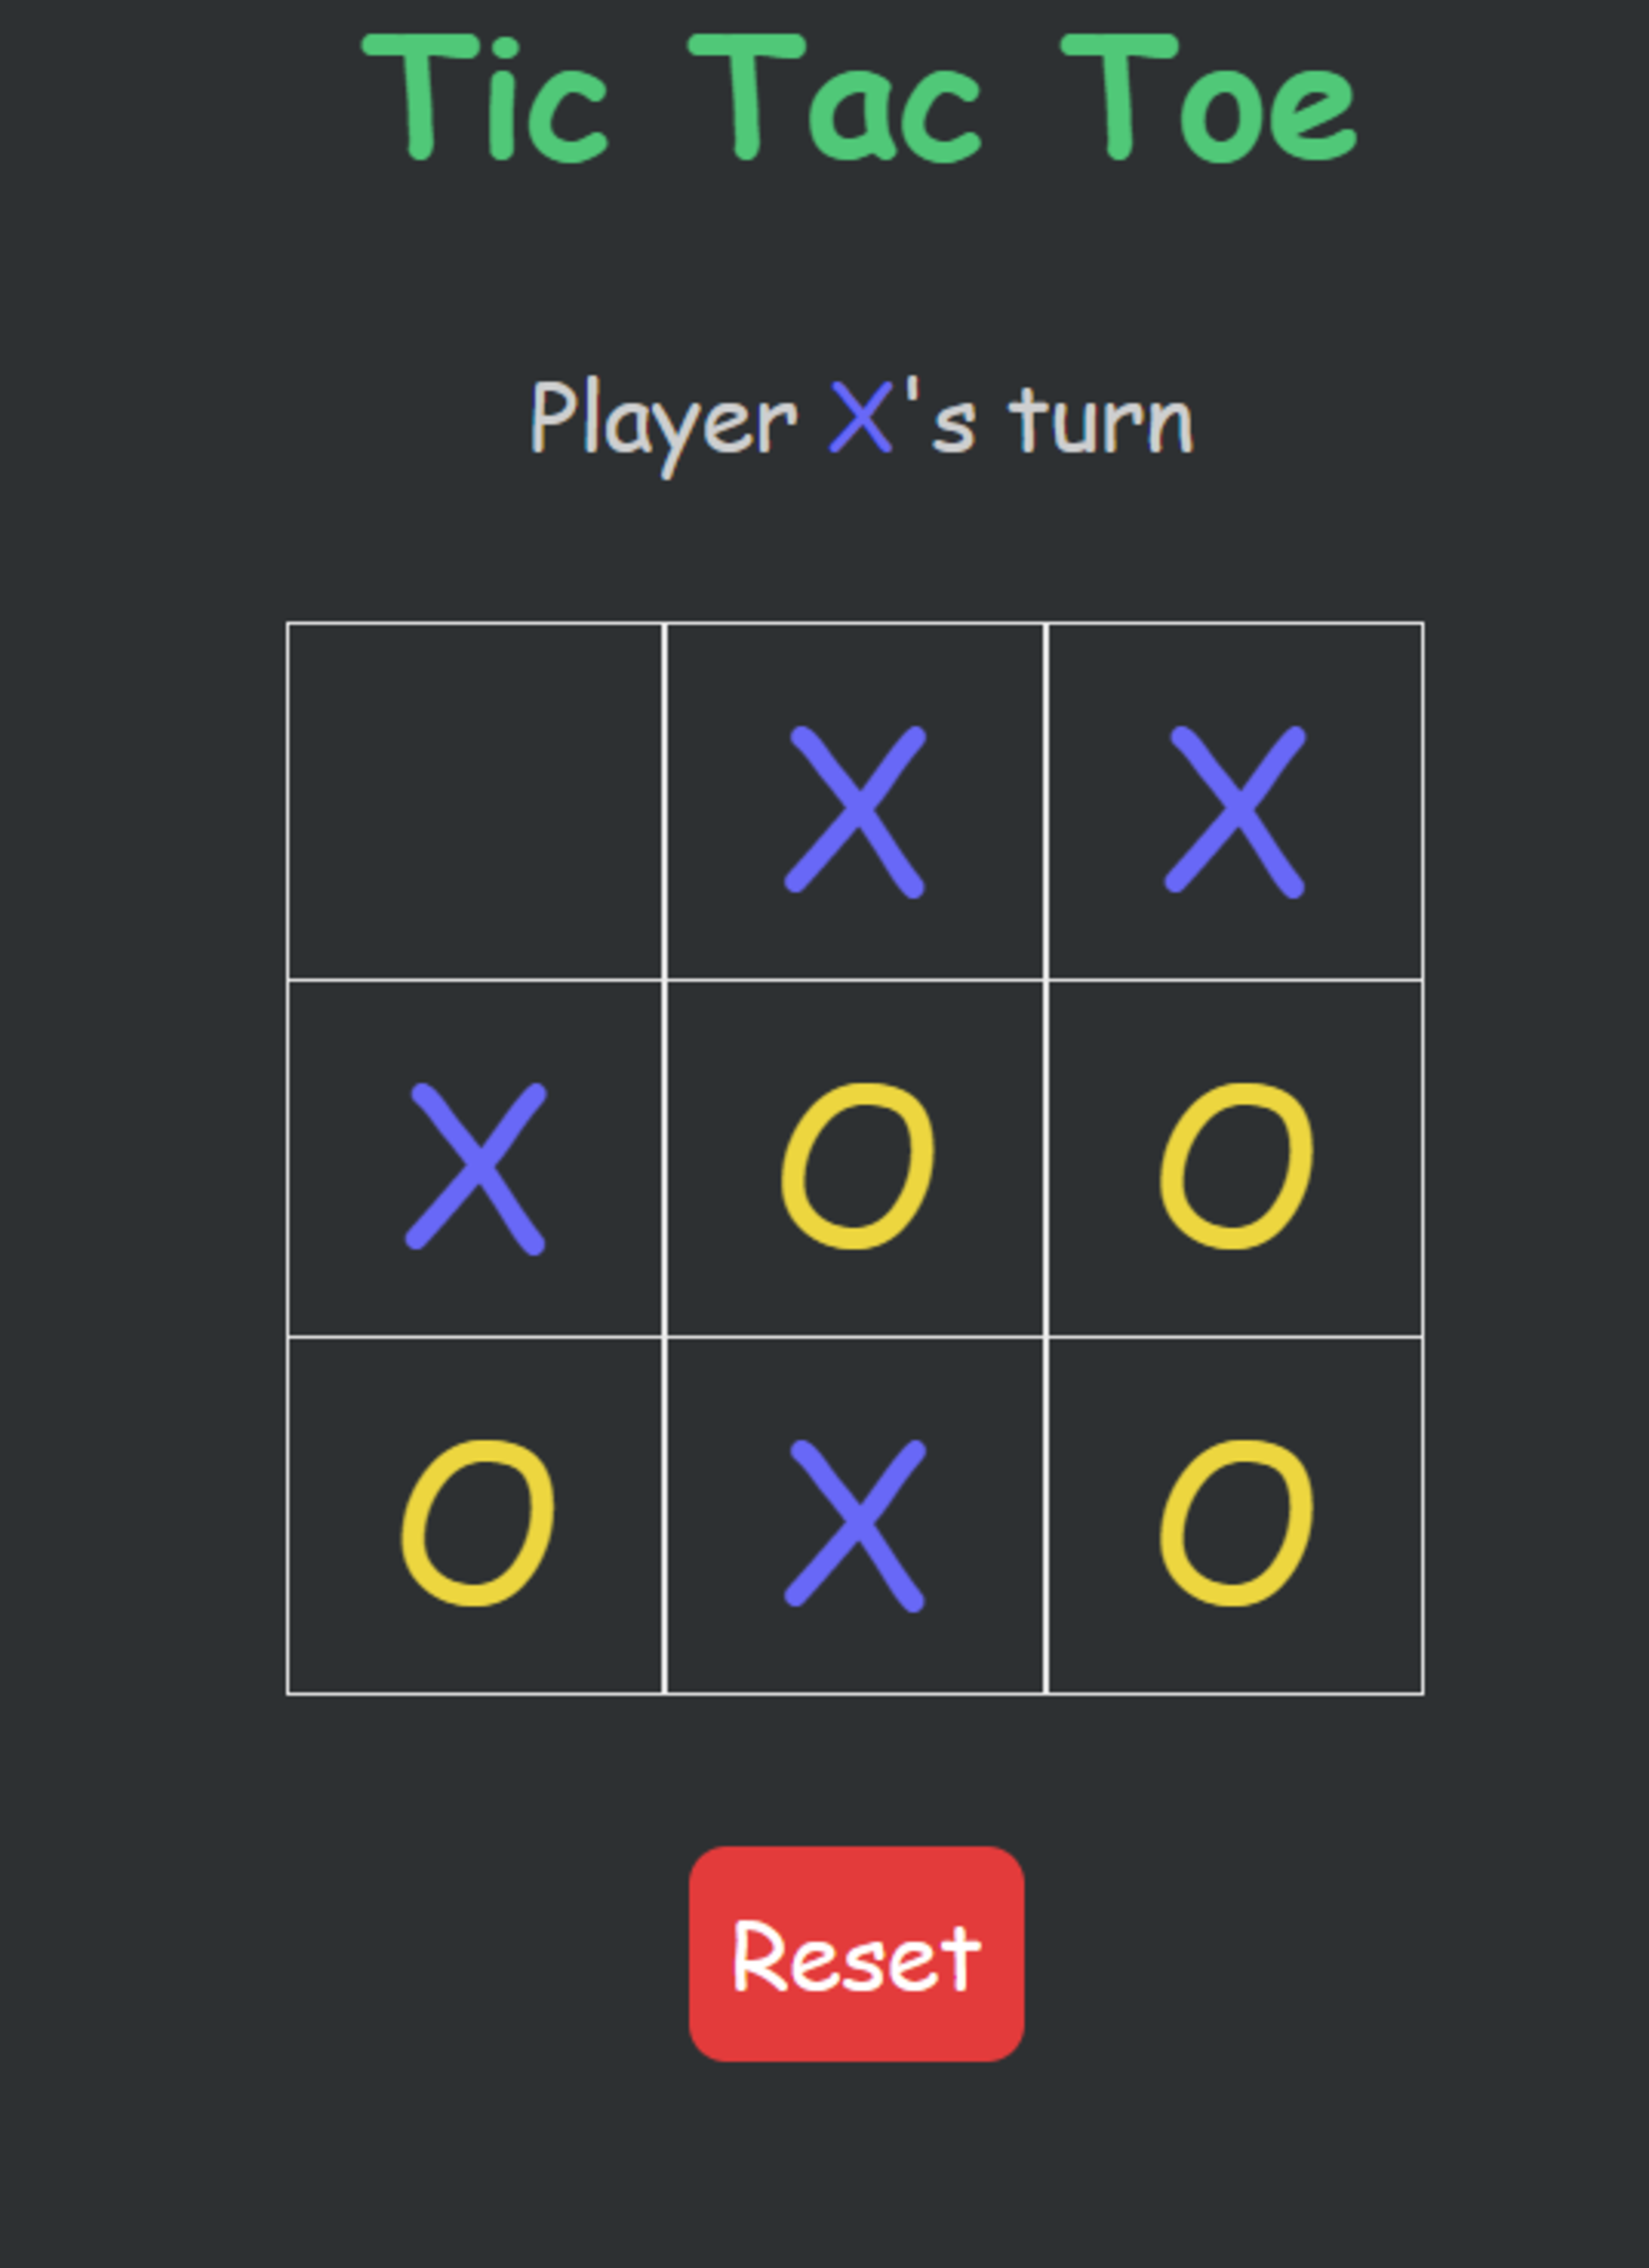 Tic Tac Toe
Player X's turn
X X
X O O
O X O
Reset